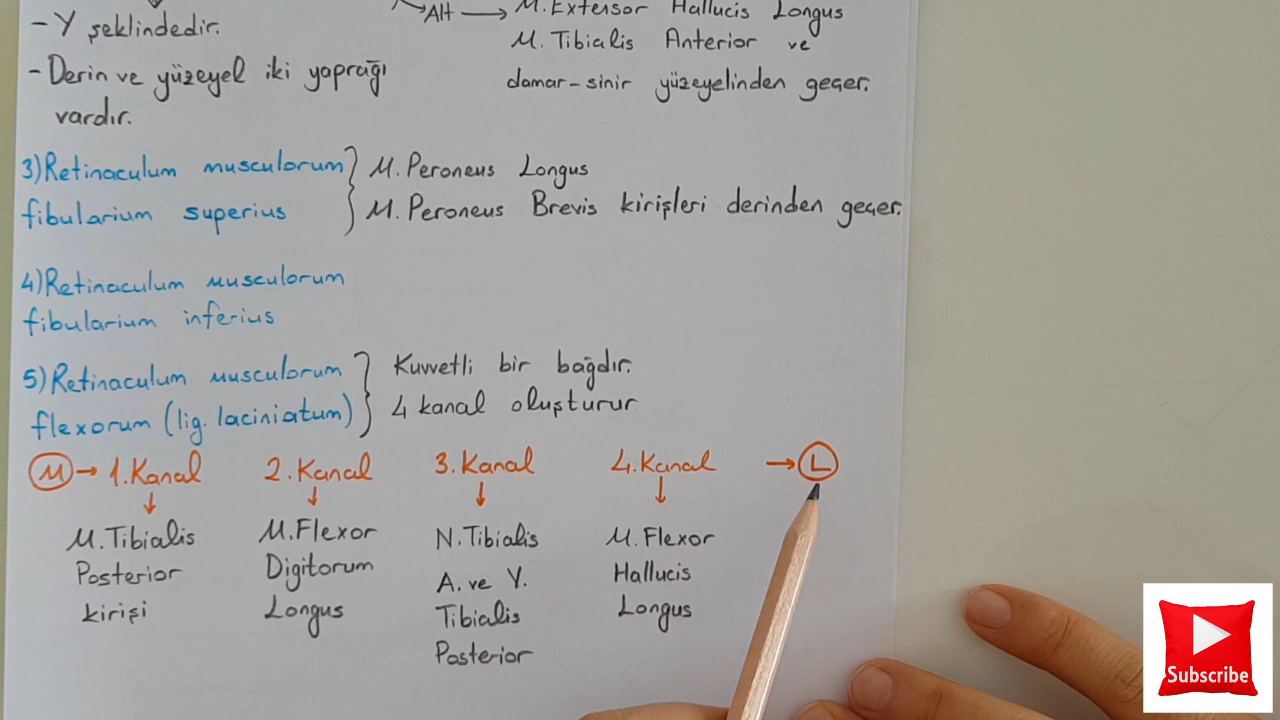 Alt → M. Extensor Hallucis Longus
- Y şeklindedir.
M. Tibialis Anterior ve
- Derin ve yüzeyel iki yaprağı
vardır.
damar-sinir yüzeyelinden geçer.
3) Retinaculum musculorum
fibularium superius
M. Peroneus Longus
M. Peroneus Brevis kirişleri derinden geçer.
4) Retinaculum musculorum
fibularium inferius
5) Retinaculum musculorum
flexorum (lig. laciniatum)
Kuvvetli bir bağdır.
4 kanal oluşturur
M → 1. Kanal 2. Kanal 3. Kanal 4. Kanal → L
M. Tibialis
Posterior
kirişi
M. Flexor
Digitorum
Longus
N. Tibialis
A. ve V.
Tibialis
Posterior
M. Flexor
Hallucis
Longus
Subscribe